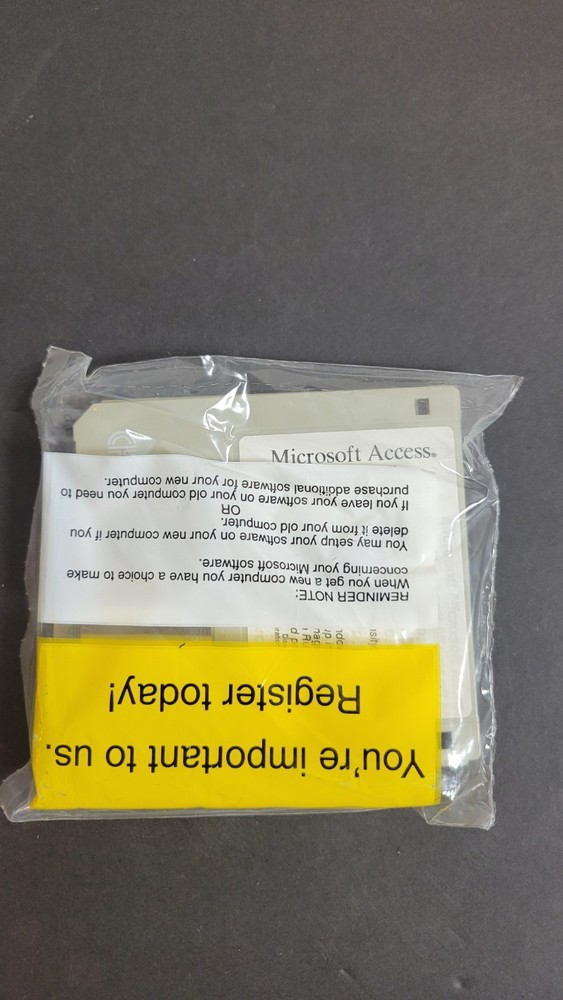 Microsoft Access®
You're important to us.
Register today!
REMINDER NOTE:
When you get a new computer you have a choice to make
concerning your Microsoft software.
You may setup your software on your new computer if you
delete it from your old computer.
OR
If you leave your software on your old computer you need to
purchase additional software for your new computer.